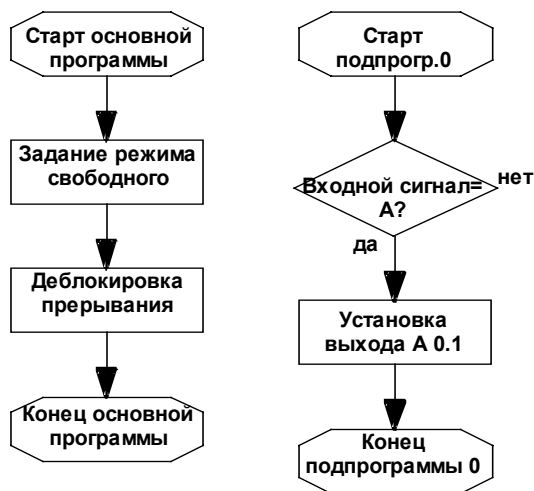 Старт основной
программы
Задание режима
свободного
Деблокировка
прерывания
Конец основной
программы
Старт
подпрогр.0
Входной сигнал=
А?
нет
да
Установка
выхода А 0.1
Конец
подпрограммы 0